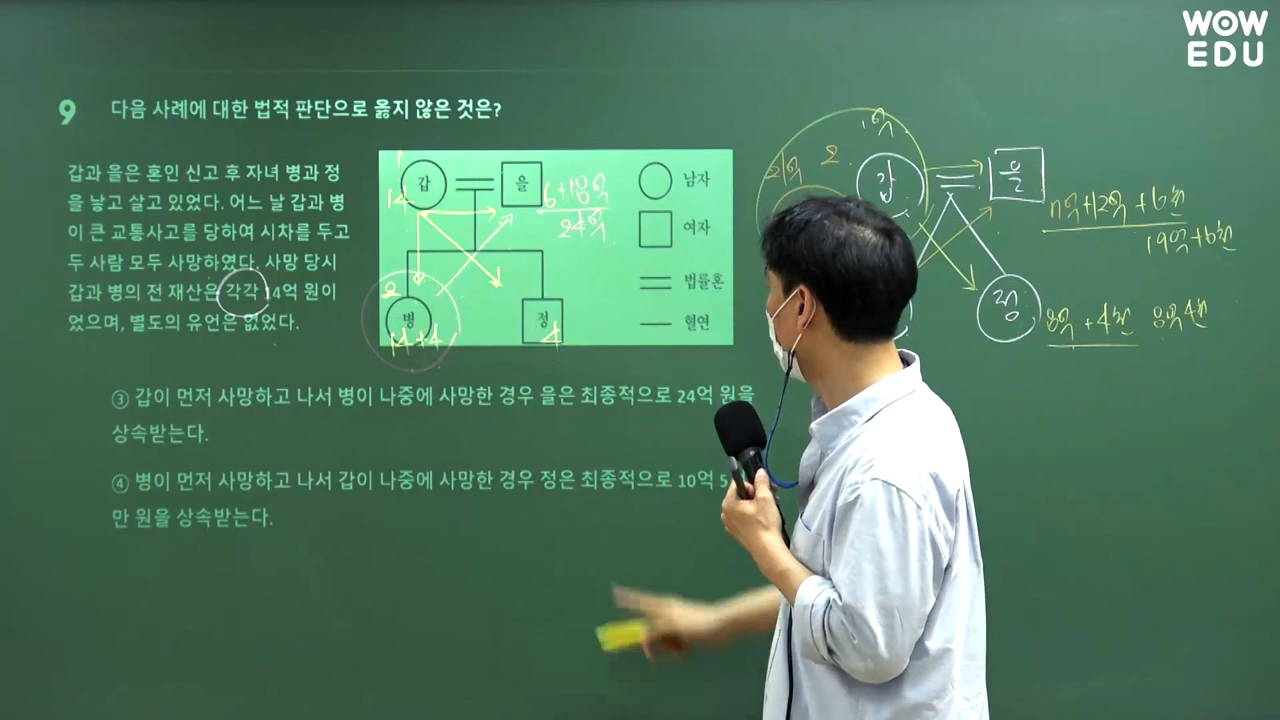 WOW
EDU
9 다음 사례에 대한 법적 판단으로 옳지 않은 것은?
갑과 을은 혼인 신고 후 자녀 병과 정
을 낳고 살고 있었다. 어느 날 갑과 병
이 큰 교통사고를 당하여 시차를 두고
두 사람 모두 사망하였다. 사망 당시
갑과 병의 전 재산은 각각 14억 원이
었으며, 별도의 유언은 없었다.
1
갑
을
14
6+18억
24억
남자
여자
법률혼
혈연
2
병
정
14+4
4
③ 갑이 먼저 사망하고 나서 병이 나중에 사망한 경우 을은 최종적으로 24억 원을
상속받는다.
④ 병이 먼저 사망하고 나서 갑이 나중에 사망한 경우 정은 최종적으로 10억 5
만 원을 상속받는다.
2
갑
을
19억+6천
정
8억+4천
8억4천